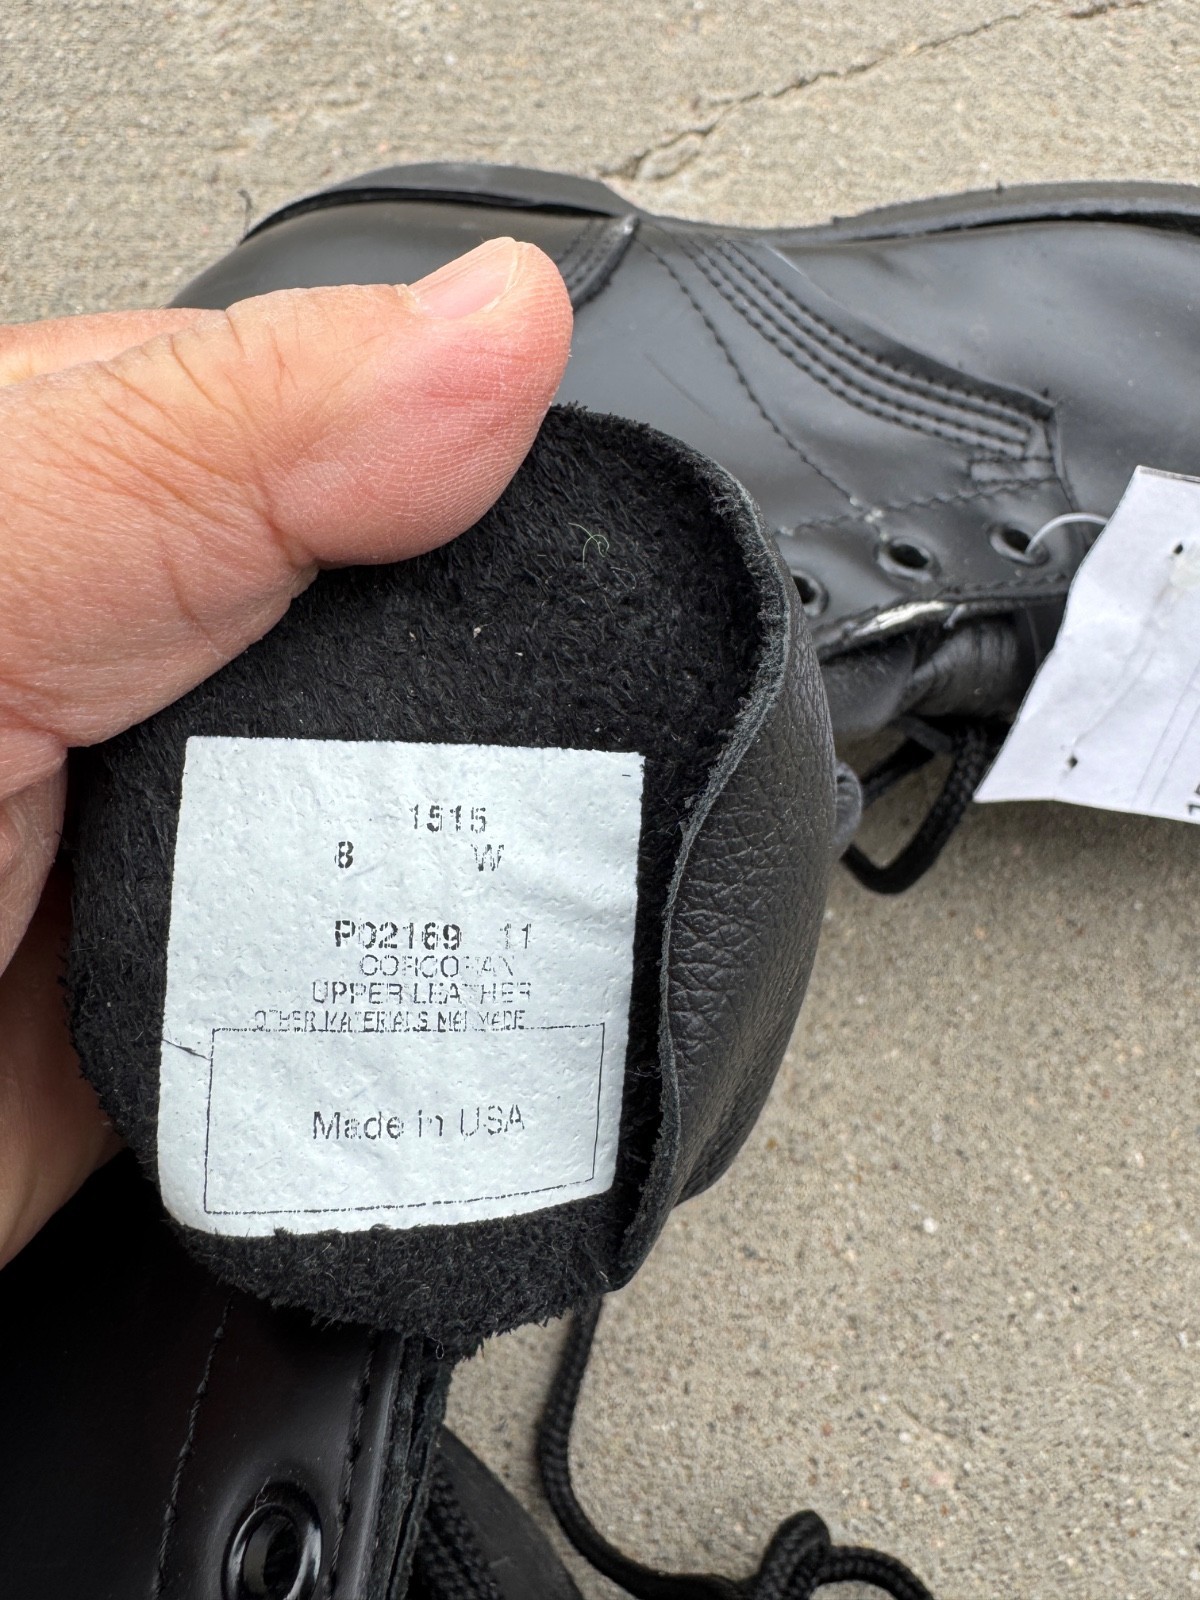 1515
8 W
P02169 11
CORCORAN
UPPER LEATHER
OTHER MATERIALS MAN MADE
Made in USA